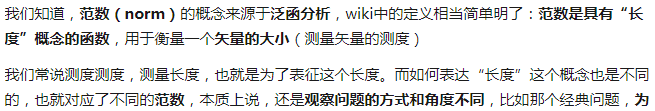 我们知道，范数（norm）的概念来源于泛函分析，wiki中的定义相当简单明了：范数是具有“长
度”概念的函数，用于衡量一个矢量的大小（测量矢量的测度）
我们常说测度测度，测量长度，也就是为了表征这个长度。而如何表达“长度”这个概念也是不同
的，也就对应了不同的范数，本质上说，还是观察问题的方式和角度不同，比如那个经典问题，为